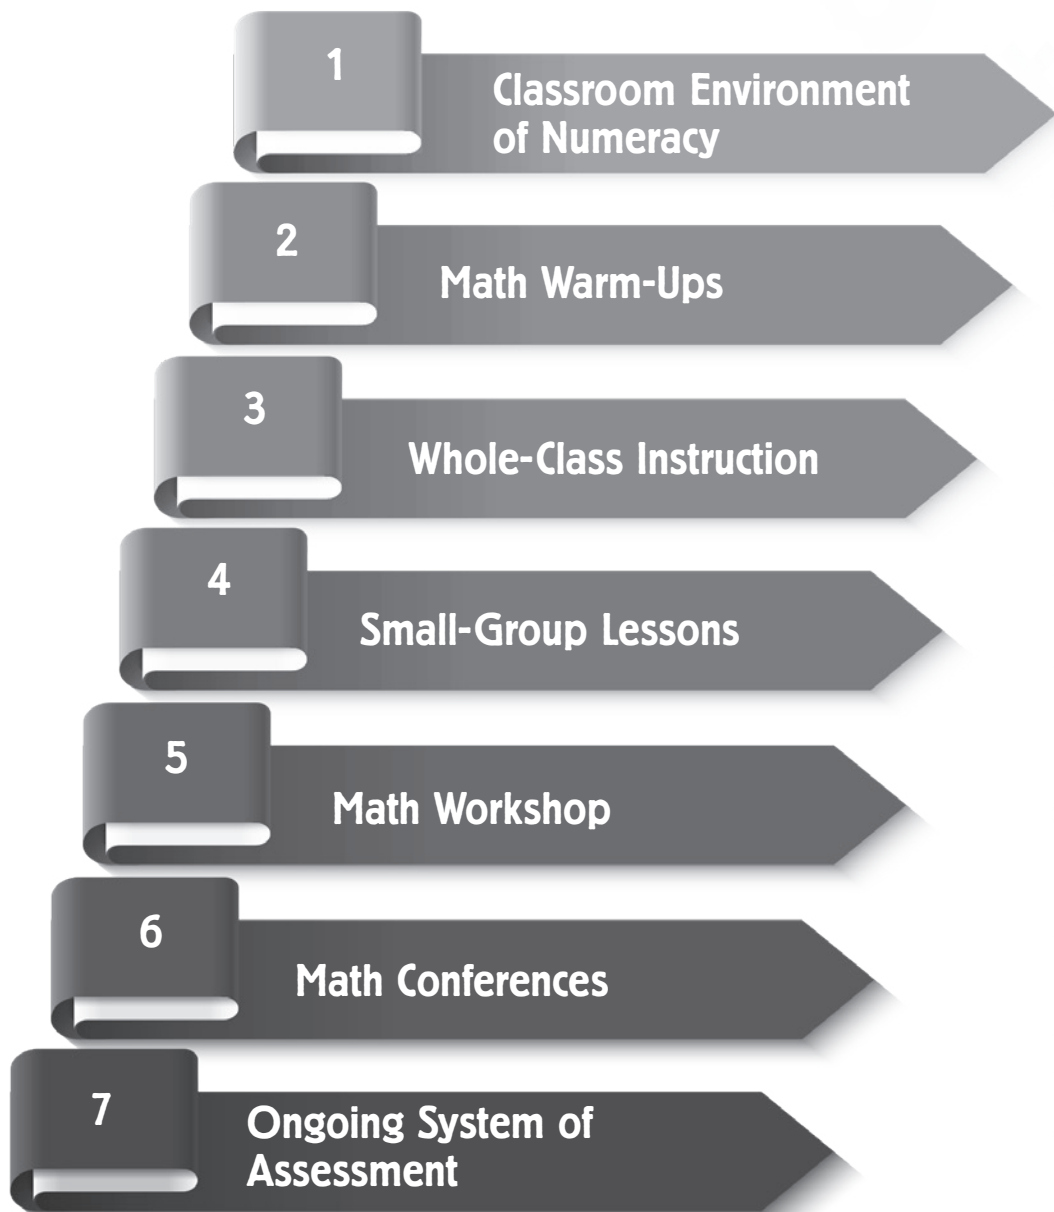 1
Classroom Environment
of Numeracy
2
Math Warm-Ups
3
Whole-Class Instruction
4
Small-Group Lessons
5
Math Workshop
6
Math Conferences
7
Ongoing System of
Assessment